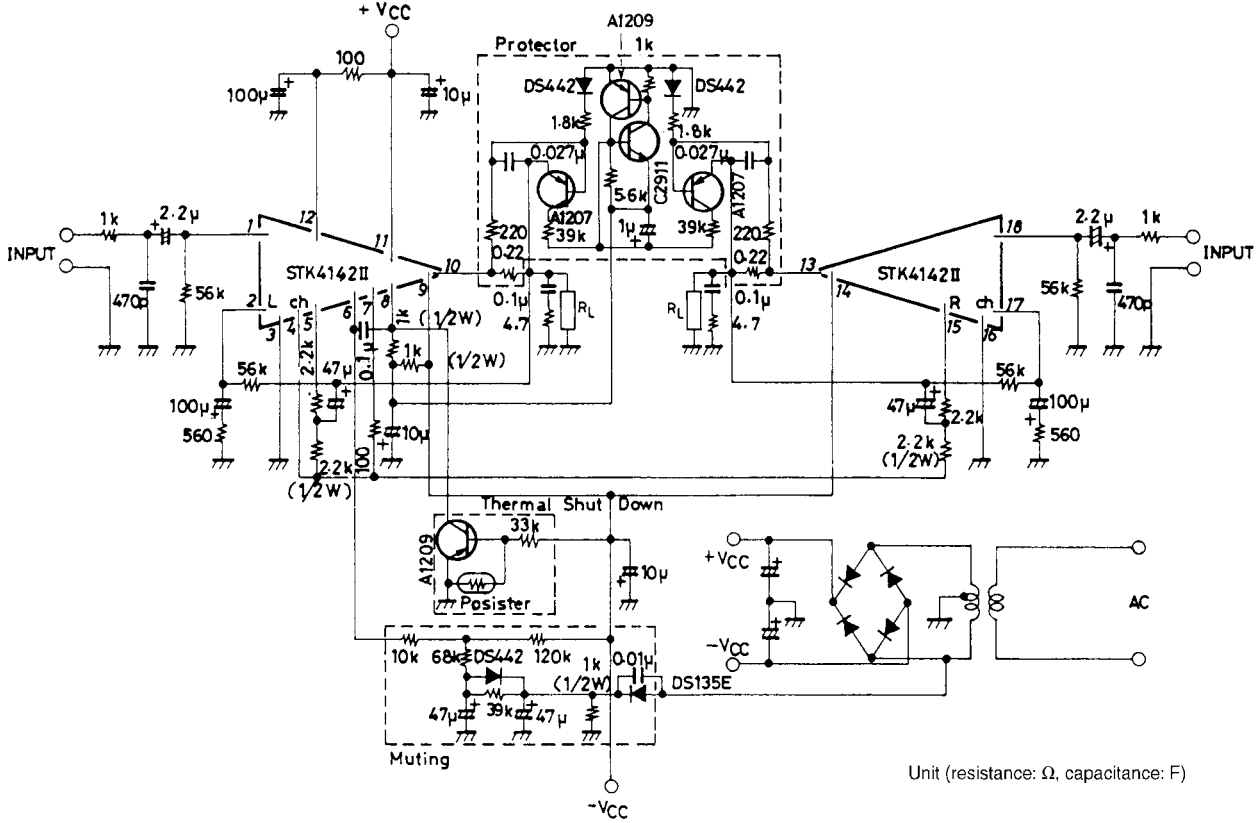 + VCC
A1209
Protector 1k
100
100μ + + 10μ
DS442 DS442
1.8k 1.8k
0.027μ 0.027μ
C2911
5.6k
A1207 A1207
39k 1μ + 39k
220 220
0.22 0.22
INPUT 1k + 2.2μ 1 12 11 10
STK4142II
470p 56k 2 L ch
3 4 5 6 7 8 9
0.1μ RL 4.7
RL 0.1μ 4.7
13 14 STK4142II 18 2.2μ + 1k INPUT
R ch 17
15 16
56k + 470p
2.2k 47μ + 0.1μ 1k (1/2W)
1k (1/2W)
56k 56k
100μ + 560
2.2k (1/2W) 100 + 10μ
47μ + 2.2k
2.2k (1/2W)
100μ + 560
Thermal Shut Down
33k
A1209
Posister
+ 10μ
+VCC
+
+
-VCC
AC
10k 68k DS442 120k
1k (1/2W) 0.01μ
DS135E
39k
47μ + + 47μ
Muting
-VCC
Unit (resistance: Ω, capacitance: F)